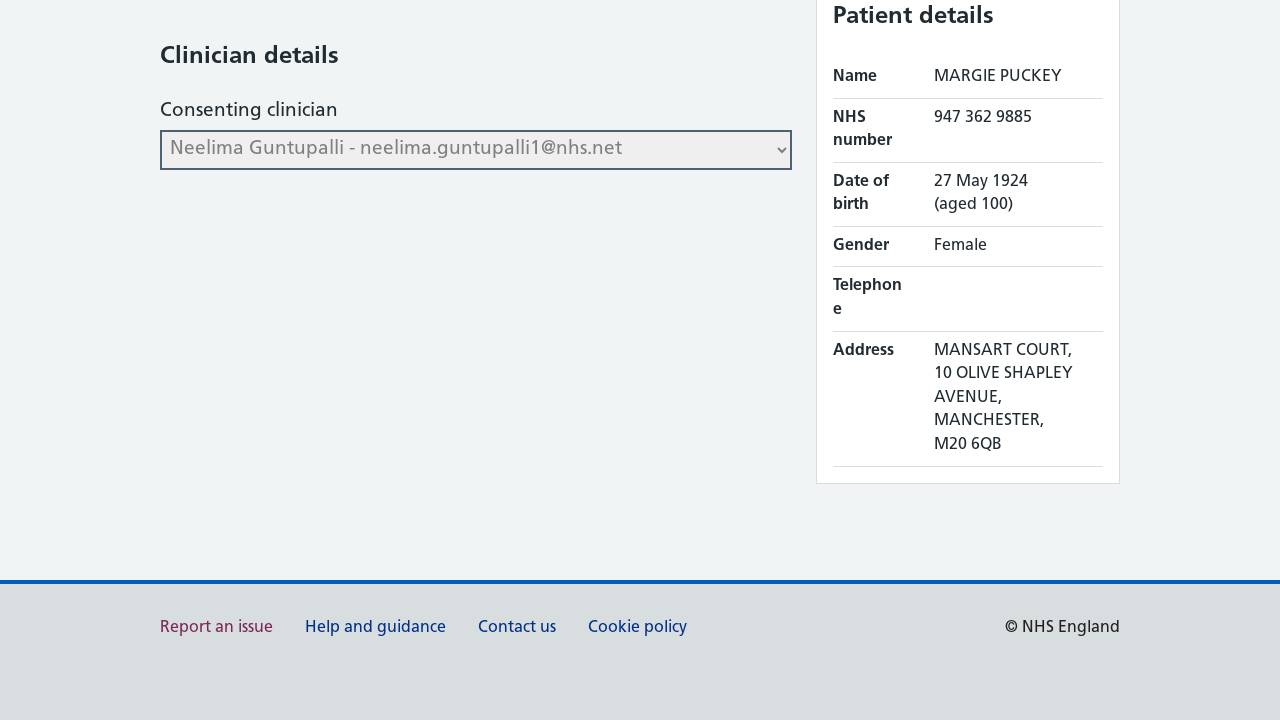 Clinician details
Consenting clinician
Neelima Guntupalli - neelima.guntupalli1@nhs.net
Patient details
Name MARGIE PUCKEY
NHS number 947 362 9885
Date of birth 27 May 1924 (aged 100)
Gender Female
Telephone
Address MANSART COURT,
10 OLIVE SHAPLEY
AVENUE,
MANCHESTER,
M20 6QB
Report an issue Help and guidance Contact us Cookie policy © NHS England